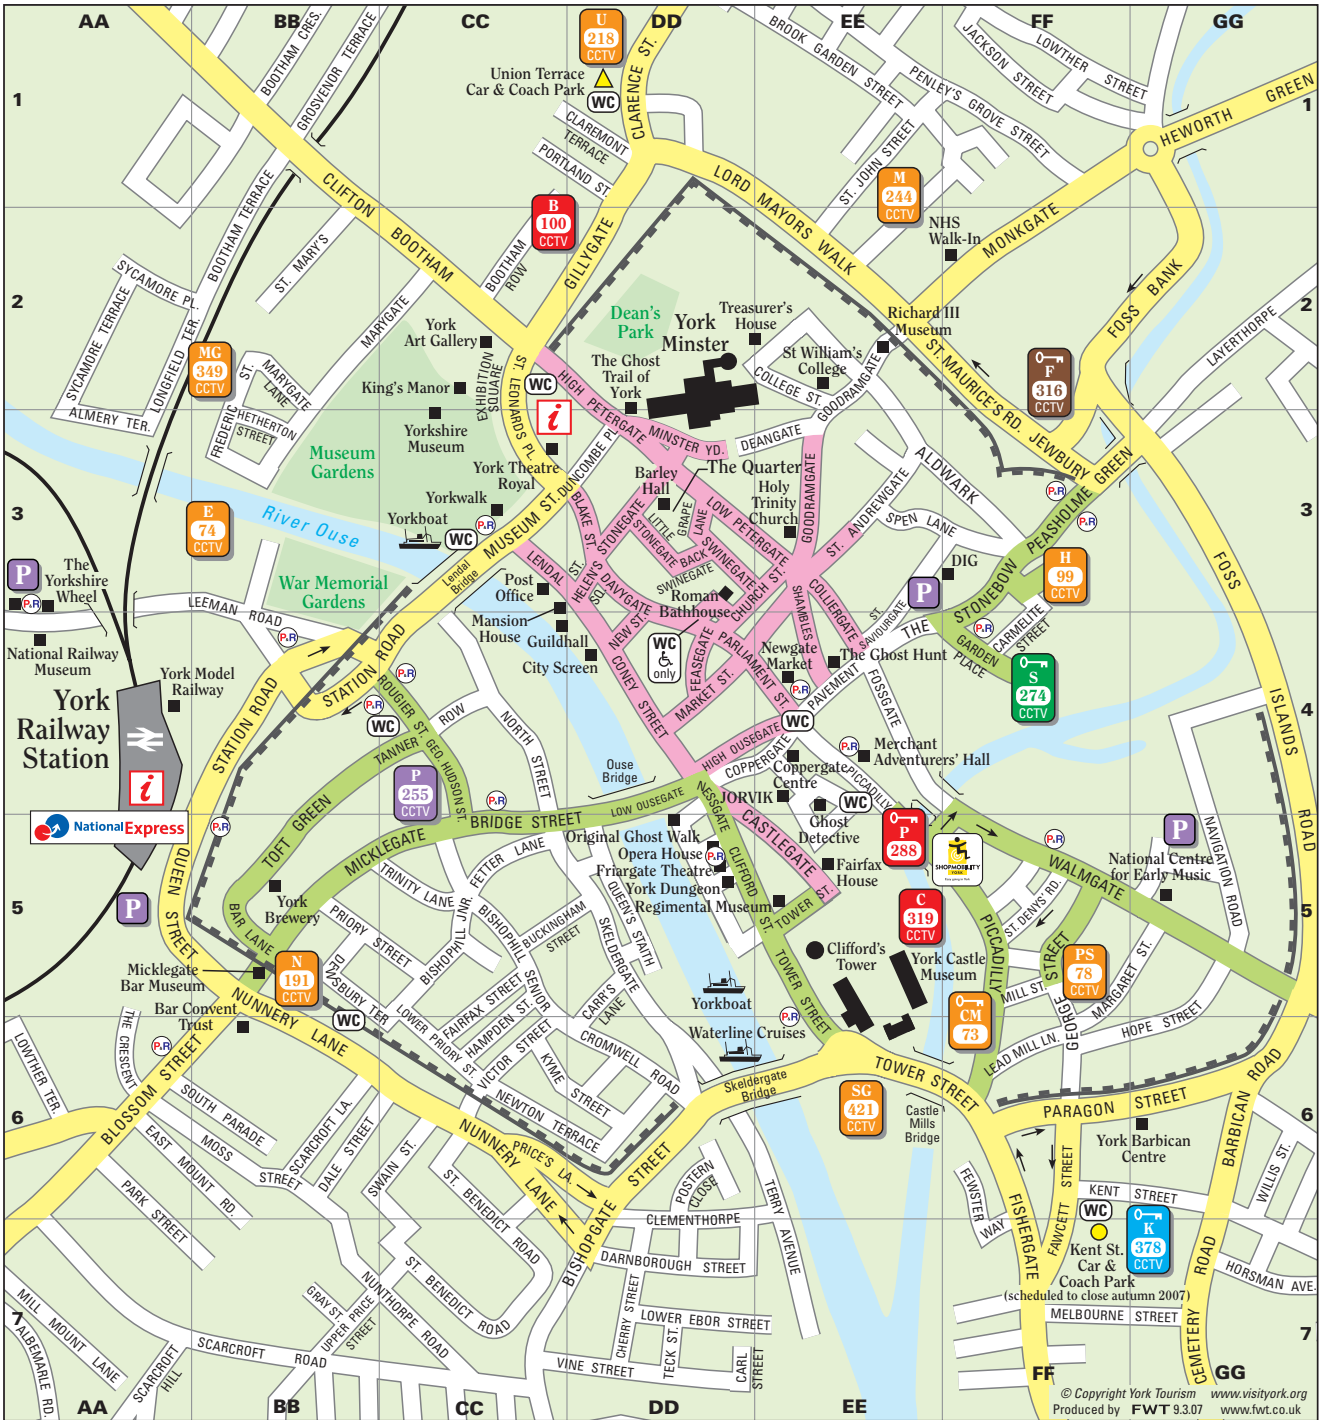 AA
BB
CC
DD
EE
FF
GG
1
BOOTHAM CRES.
GROSVENOR TERRACE
U
218
CCTV
Union Terrace
Car & Coach Park
WC
CLARENCE ST.
BROOK GARDEN STREET
PENLEY'S GROVE STREET
JACKSON STREET
LOWTHER STREET
HEWORTH GREEN
1
CLAREMONT
TERRACE
PORTLAND ST.
ST. JOHN STREET
LORD MAYORS WALK
M
244
CCTV
NHS
Walk-In
MONKGATE
CLIFTON
BOOTHAM
BOOTHAM TERRACE
B
100
CCTV
GILLYGATE
BOOTHAM
ROW
ST. MARY'S
MARYGATE
2
SYCAMORE PL.
SYCAMORE TERRACE
LONGFIELD TER.
ALMERY TER.
MG
349
CCTV
MARYGATE
LANE
FREDERIC
ST.
HETHERTON
STREET
York
Art Gallery
King's Manor
EXHIBITION
SQUARE
Yorkshire
Museum
Museum
Gardens
ST. LEONARDS PL.
WC
i
York Theatre
Royal
Dean's
Park
The Ghost
Trail of
York
York
Minster
Treasurer's
House
St William's
College
COLLEGE ST.
GOODRAMGATE
Richard III
Museum
ST. MAURICE'S RD.
JEWBURY
FOSS BANK
F
316
CCTV
LAYERTHORPE
2
HIGH PETERGATE
MINSTER YD.
DEANGATE
DUNCOMBE PL.
3
E
74
CCTV
River Ouse
Yorkwalk
Yorkboat
WC
P&R
MUSEUM ST.
Lendal
Bridge
War Memorial
Gardens
LEEMAN ROAD
P
The
Yorkshire
Wheel
P&R
National Railway
Museum
BLAKE ST.
STONEGATE
Barley
Hall
The Quarter
LITTLE
STONEGATE
GRAPE
LANE
LOW PETERGATE
BACK
SWINEGATE
SWINEGATE
Holy
Trinity
Church
GOODRAMGATE
ALDWARK
ST. ANDREWGATE
SPEN LANE
DIG
P
P&R
P&R
PEASHOLME GREEN
STONEBOW
THE
H
99
CCTV
FOSS
ISLANDS
ROAD
3
LENDAL
ST.
HELEN'S
SQ.
DAVYGATE
Roman
Bathhouse
CHURCH ST.
COLLIERGATE
SHAMBLES
ST.
SAVIOURGATE
P&R
CARMELITE
STREET
GARDEN
PLACE
S
274
CCTV
Post
Office
Mansion
House
Guildhall
City Screen
NEW ST.
CONEY STREET
WC
only
FEASEGATE
MARKET ST.
PARLIAMENT ST.
Newgate
Market
P&R
PAVEMENT
The Ghost Hunt
FOSSGATE
P&R
STATION ROAD
P&R
P&R
WC
ROUGIER ST.
York Model
Railway
York
Railway
Station
i
NationalExpress
STATION ROAD
4
TANNER
ROW
NORTH STREET
GEO. HUDSON ST.
P
255
CCTV
TOFT GREEN
P&R
Ouse
Bridge
BRIDGE STREET
LOW OUSEGATE
HIGH OUSEGATE
WC
COPPERGATE
Coppergate
Centre
JORVIK
NESSGATE
CASTLEGATE
PICCADILLY
P&R
Merchant
Adventurers' Hall
WC
Ghost
Detective
P
288
CCTV
SHOPMOBILITY
YORK
4
P&R
MICKLEGATE
Original Ghost Walk
Opera House
Friargate Theatre
York Dungeon
Regimental Museum
P&R
CLIFFORD
ST.
Fairfax
House
TOWER ST.
C
319
CCTV
P&R
WALMGATE
P
National Centre
for Early Music
NAVIGATION ROAD
5
P
QUEEN STREET
York
Brewery
BAR LANE
Micklegate
Bar Museum
N
191
CCTV
Bar Convent
Trust
TRINITY LANE
FETTER LANE
PRIORY STREET
BISHOPHILL JNR.
BISHOPHILL SENIOR
BUCKINGHAM
STREET
SKELDERGATE
QUEEN'S STAITH
DEWSBURY TER.
LOWER PRIORY ST.
FAIRFAX STREET
HAMPDEN ST.
VICTOR STREET
CARR'S
LANE
KYME STREET
CROMWELL ROAD
NEWTON TERRACE
WC
Yorkboat
Waterline Cruises
Clifford's
Tower
York Castle
Museum
TOWER STREET
P&R
PICCADILLY
ST. DENYS' RD.
MILL ST.
GEORGE STREET
PS
78
CCTV
MARGARET ST.
HOPE STREET
CM
73
CCTV
LEAD MILL LN.
5
NUNNERY LANE
THE CRESCENT
P&R
BLOSSOM STREET
LOWTHER TER.
6
SOUTH PARADE
EAST MOUNT RD.
MOSS
STREET
SCARCROFT LA.
DALE STREET
SWAIN ST.
PARK STREET
NUNNERY LANE
PRICE'S LA.
BISHOPGATE STREET
Skeldergate
Bridge
SG
421
CCTV
TOWER STREET
Castle
Mills
Bridge
PARAGON STREET
York Barbican
Centre
BARBICAN ROAD
WILLIS ST.
6
POSTERN
CLOSE
CLEMENTHORPE
TERRY AVENUE
FEWSTER
WAY
FISHERGATE
FAWCETT STREET
KENT STREET
WC
K
378
CCTV
Kent St.
Car &
Coach Park
(scheduled to close autumn 2007)
HORSMAN AVE.
CEMETERY ROAD
MELBOURNE STREET
ST. BENEDICT ROAD
ST. BENEDICT ROAD
DARNBOROUGH STREET
CHERRY STREET
LOWER EBOR STREET
TECK ST.
CARL
STREET
VINE STREET
7
MILL MOUNT LANE
ALBEMARLE RD.
SCARCROFT
HILL
SCARCROFT ROAD
GRAY ST.
UPPER PRICE
STREET
NUNTHORPE ROAD
7
AA
BB
CC
DD
EE
FF
GG
© Copyright York Tourism www.visityork.org
Produced by FWT 9.3.07 www.fwt.co.uk